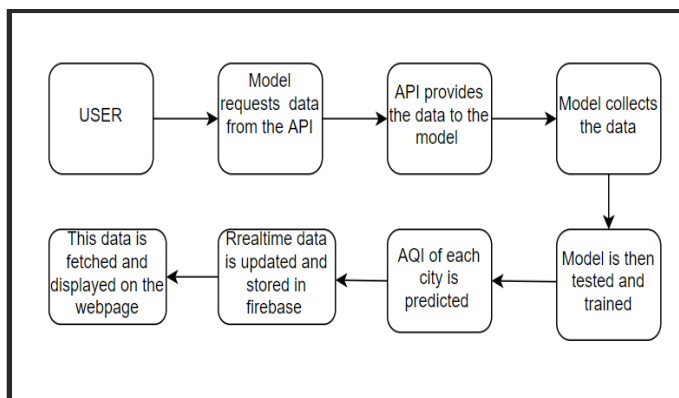 USER
Model
requests data
from the API
API provides
the data to the
model
Model collects
the data
This data is
fetched and
displayed on the
webpage
Rrealtime data
is updated and
stored in
firebase
AQI of each
city is
predicted
Model is then
tested and
trained